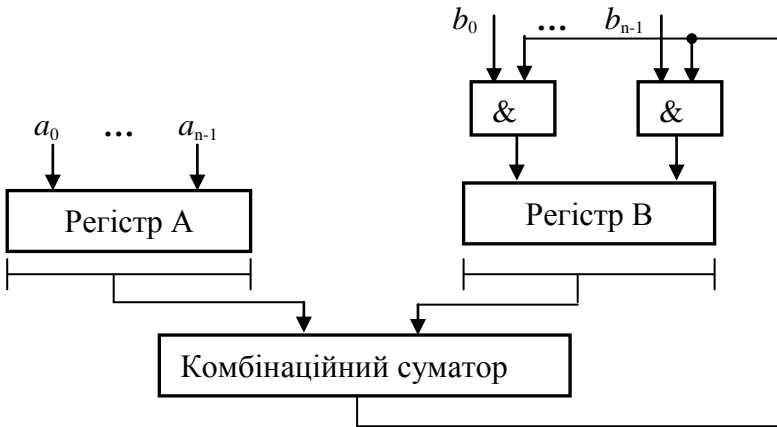 b₀ ... bₙ₋₁
& &
a₀ ... aₙ₋₁
Регістр А Регістр В
Комбінаційний суматор